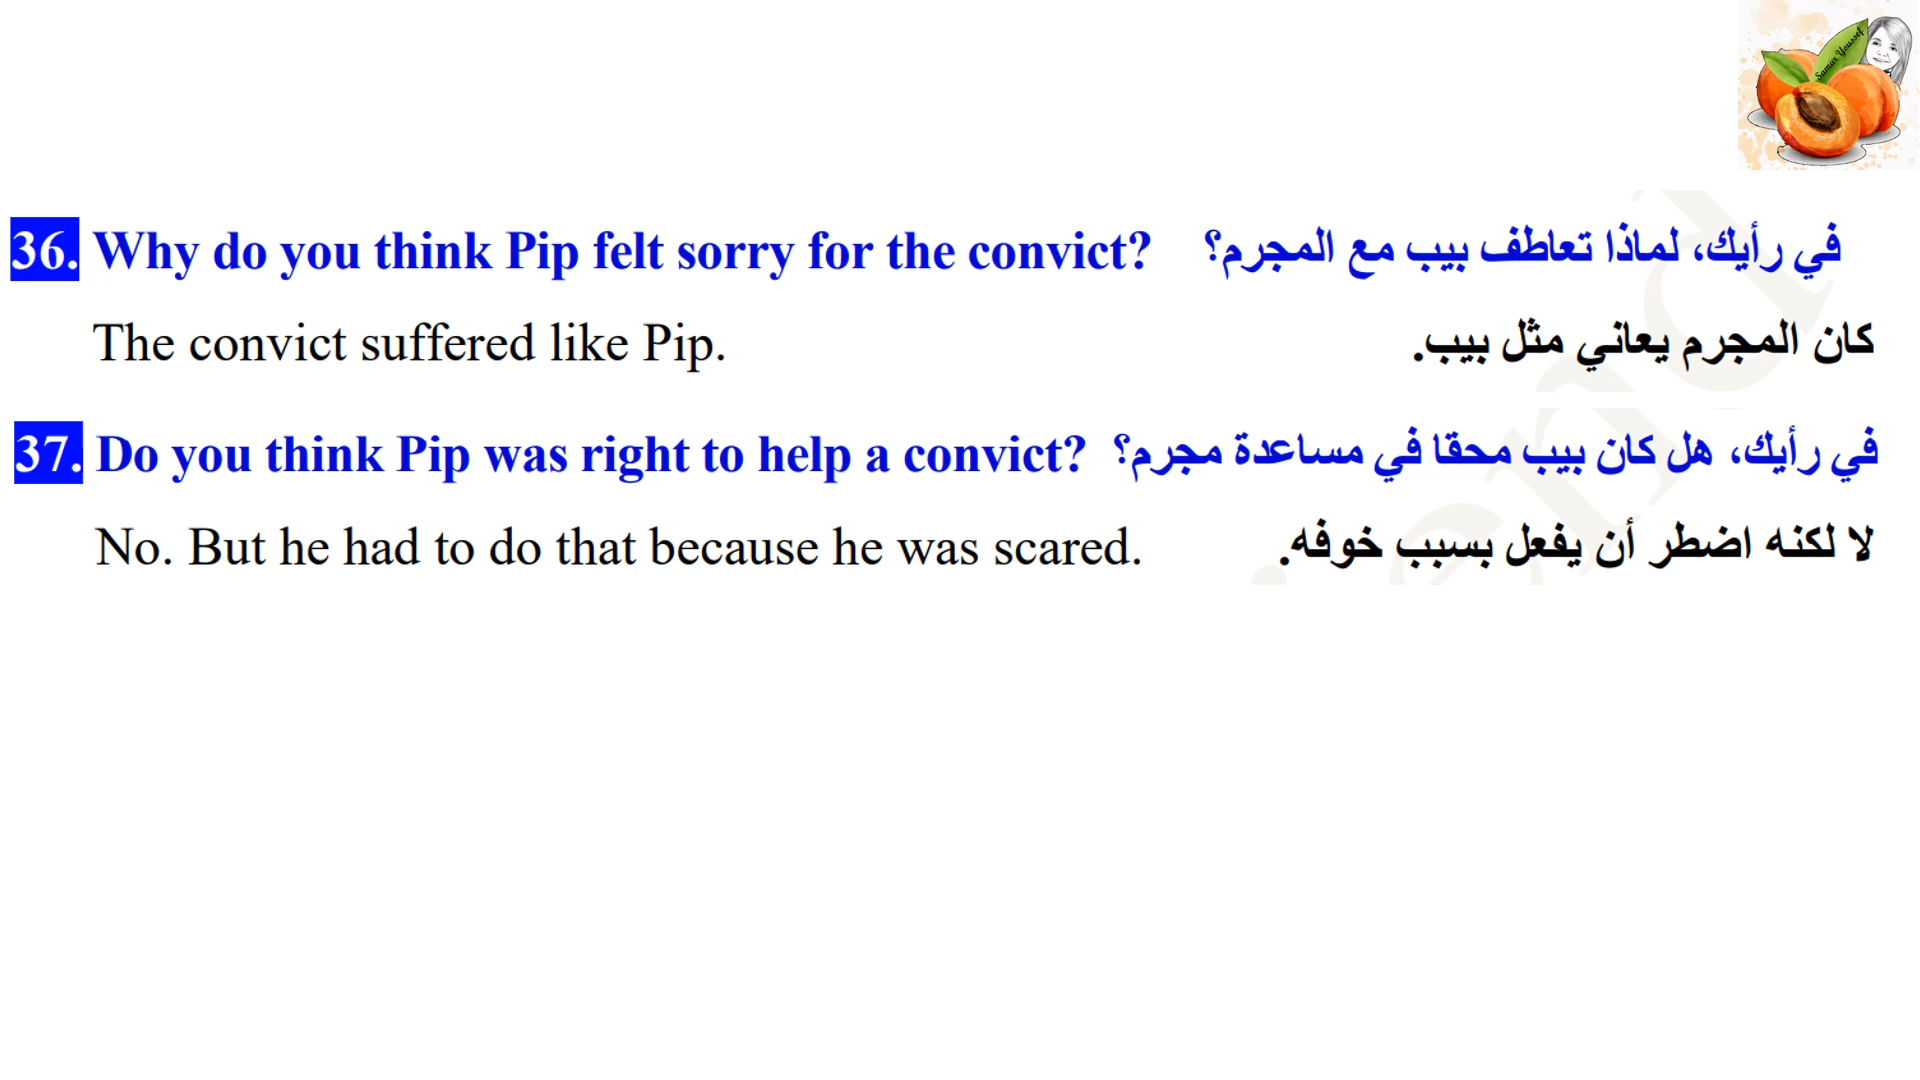 Samar Youssef
36. Why do you think Pip felt sorry for the convict? في رأيك، لماذا تعاطف بيب مع المجرم؟
The convict suffered like Pip. كان المجرم يعاني مثل بيب.
37. Do you think Pip was right to help a convict? في رأيك، هل كان بيب محقا في مساعدة مجرم؟
No. But he had to do that because he was scared. لا لكنه اضطر أن يفعل بسبب خوفه.